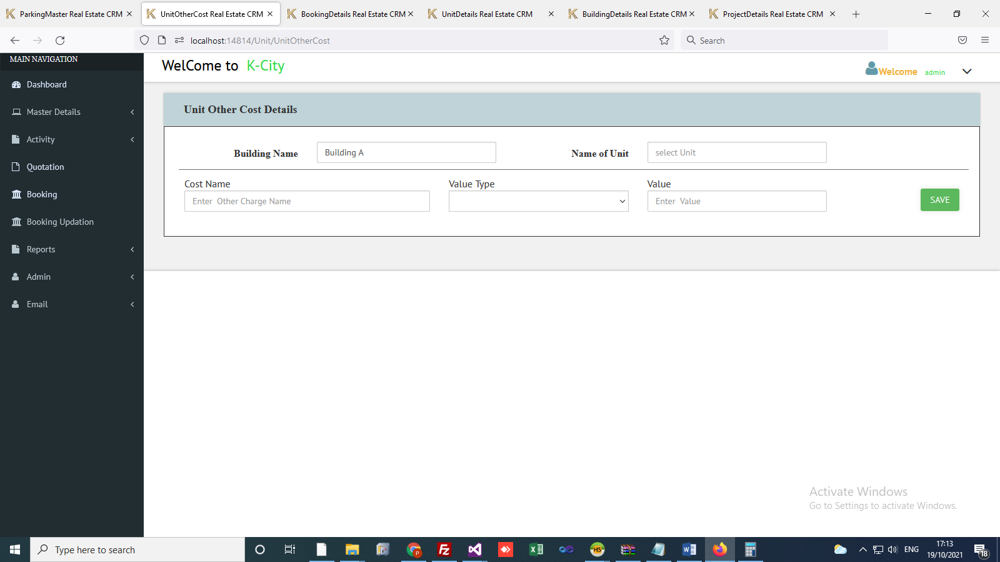 ParkingMaster Real Estate CRM
UnitOtherCost Real Estate CRM
BookingDetails Real Estate CRM
UnitDetails Real Estate CRM
BuildingDetails Real Estate CRM
ProjectDetails Real Estate CRM
localhost:14814/Unit/UnitOtherCost
Search
MAIN NAVIGATION
Dashboard
Master Details
Activity
Quotation
Booking
Booking Updation
Reports
Admin
Email
WelCome to K-City
Welcome admin
Unit Other Cost Details
Building Name
Building A
Name of Unit
select Unit
Cost Name
Value Type
Value
Enter Other Charge Name
Enter Value
SAVE
Activate Windows
Go to Settings to activate Windows.
Type here to search
P
FZ
HS
ENG
17:13
19/10/2021
18